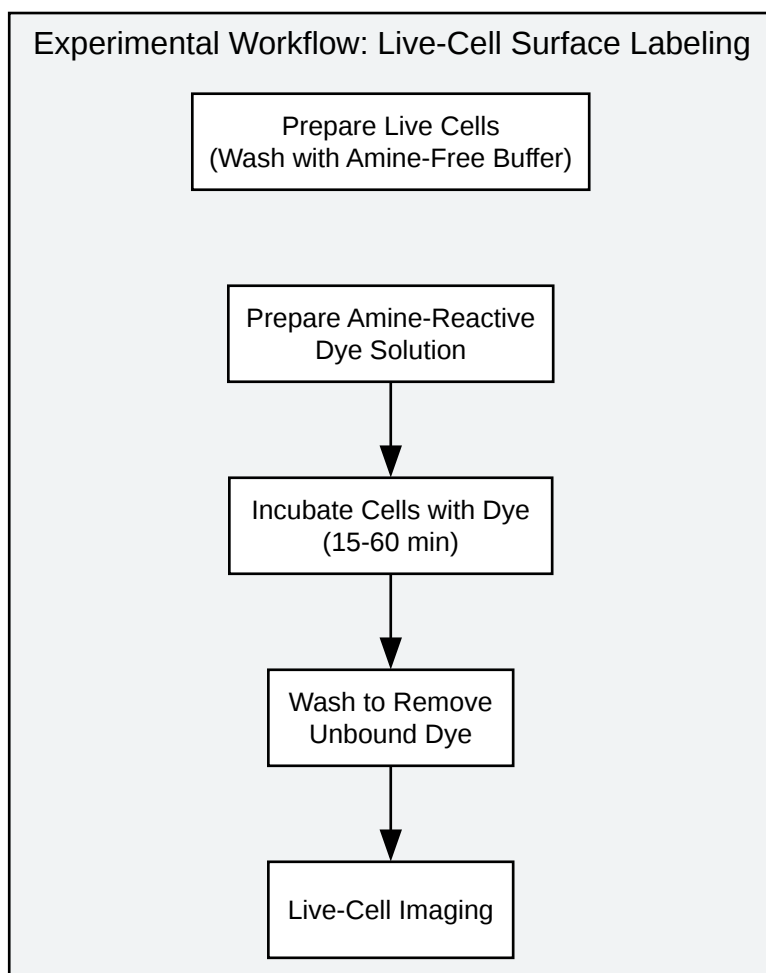 Experimental Workflow: Live-Cell Surface Labeling
Prepare Live Cells
(Wash with Amine-Free Buffer)
Prepare Amine-Reactive
Dye Solution
Incubate Cells with Dye
(15-60 min)
Wash to Remove
Unbound Dye
Live-Cell Imaging